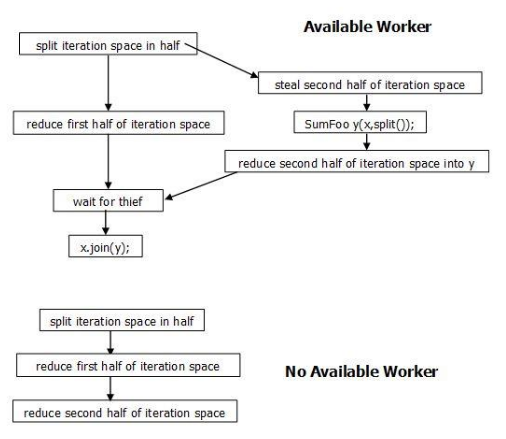 Available Worker
split iteration space in half
steal second half of iteration space
reduce first half of iteration space
SumFoo y(x,split());
reduce second half of iteration space into y
wait for thief
x.join(y);
split iteration space in half
reduce first half of iteration space
No Available Worker
reduce second half of iteration space